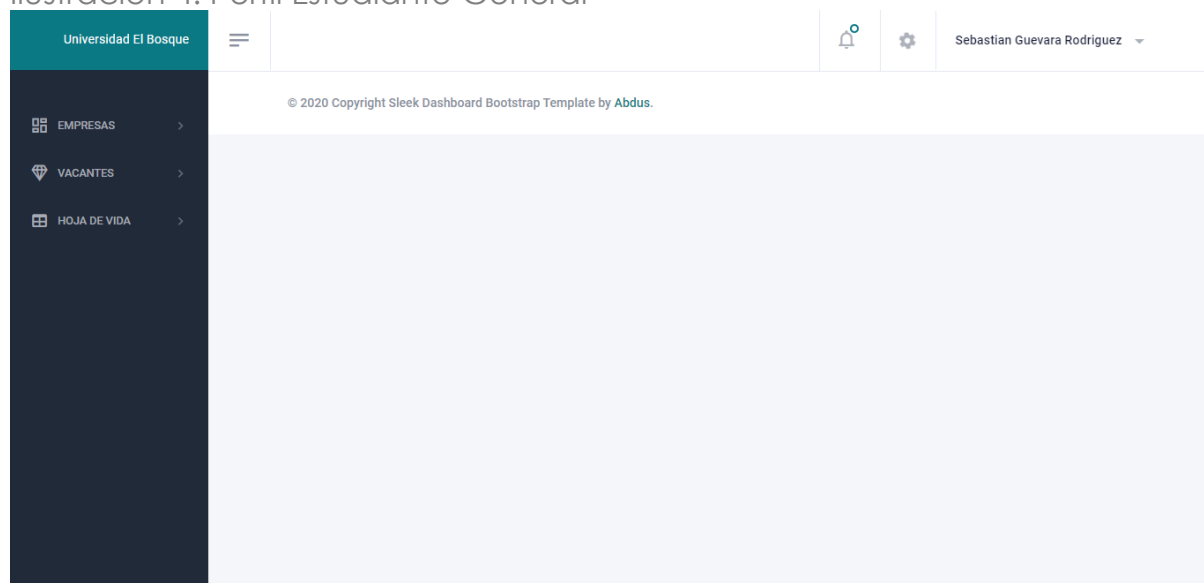 Ilustración 4. Perfil Estudiante General
Universidad El Bosque
Sebastian Guevara Rodriguez
© 2020 Copyright Sleek Dashboard Bootstrap Template by Abdus.
EMPRESAS
VACANTES
HOJA DE VIDA